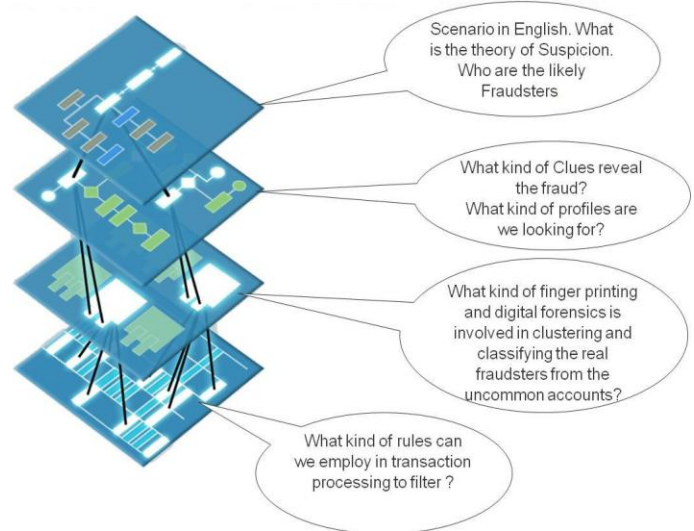 Scenario in English. What
is the theory of Suspicion.
Who are the likely
Fraudsters
What kind of Clues reveal
the fraud?
What kind of profiles are
we looking for?
What kind of finger printing
and digital forensics is
involved in clustering and
classifying the real
fraudsters from the
uncommon accounts?
What kind of rules can
we employ in transaction
processing to filter ?